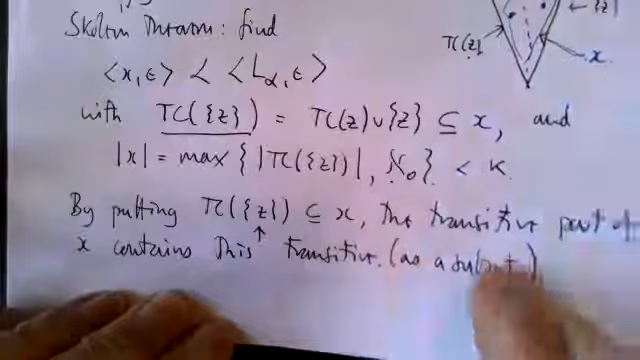 Skolem Theorem: find
⟨x,∈⟩ ≺ ⟨L_α,∈⟩
with TC({z}) = TC(z)∪{z} ⊆ x, and
|x| = max{|TC({z})|, ℵ₀} < κ.
By putting TC({z}) ⊆ x, the transitive part of
x contains this ↑ transitive. (as a subset)
← {z}
TC(z)
x